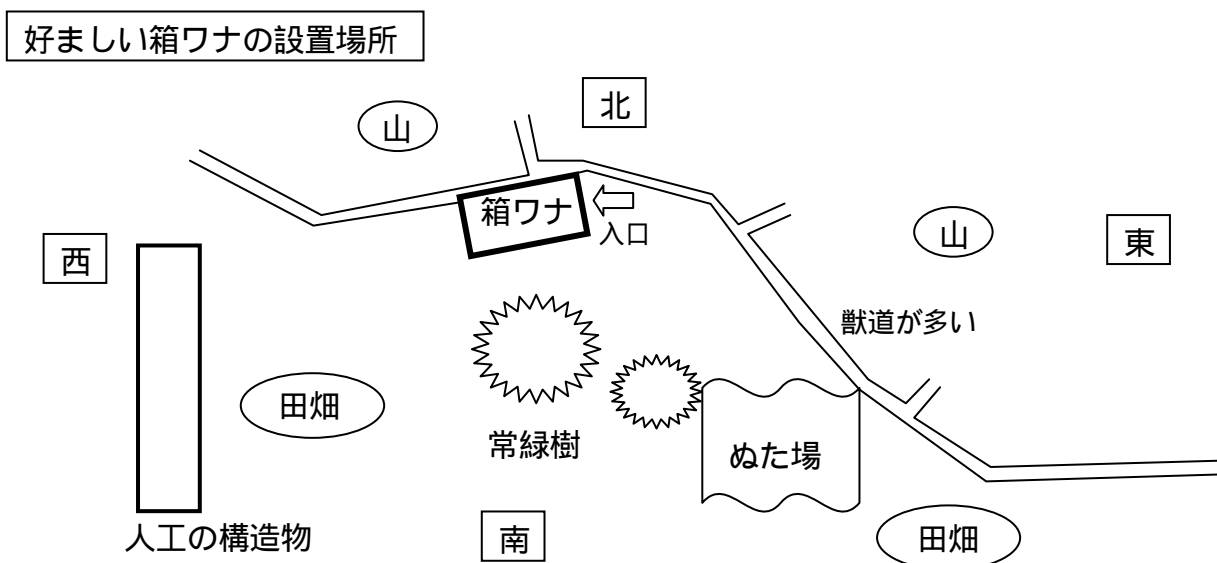 好ましい箱ワナの設置場所
北
山
箱ワナ
入口
山
東
西
獣道が多い
田畑
常緑樹
ぬた場
人工の構造物
南
田畑